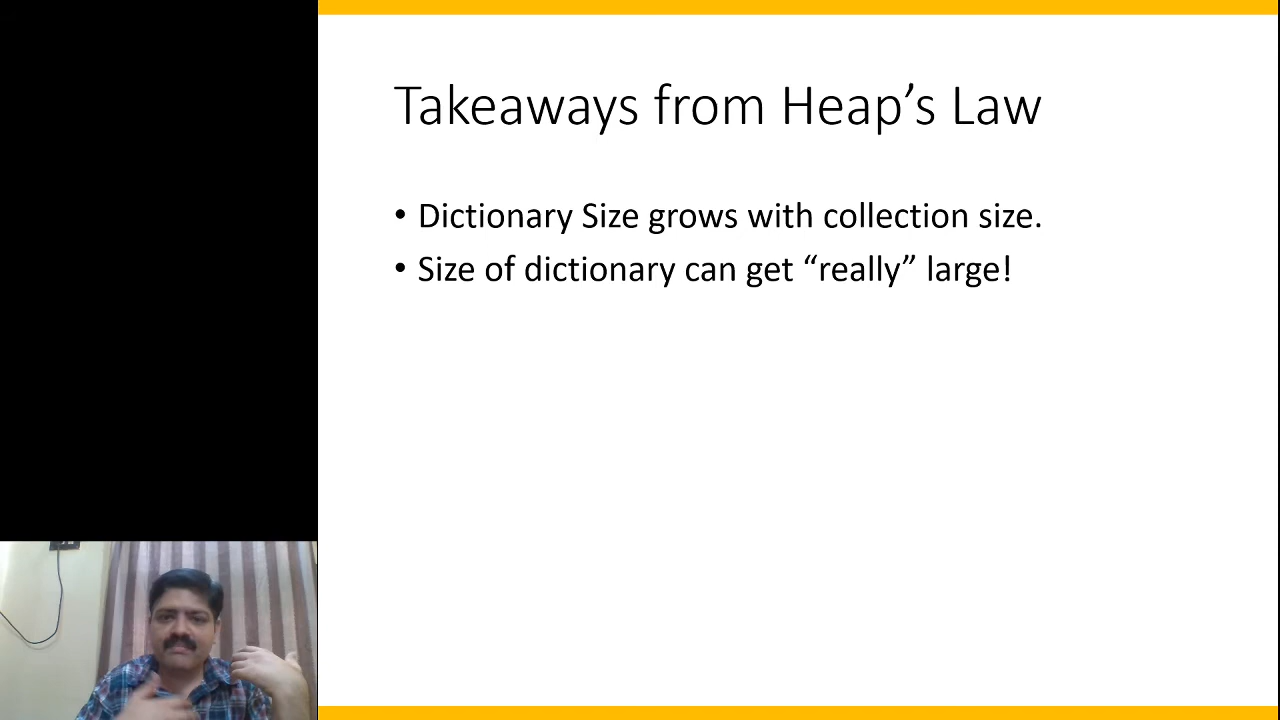 Takeaways from Heap’s Law
• Dictionary Size grows with collection size.
• Size of dictionary can get “really” large!